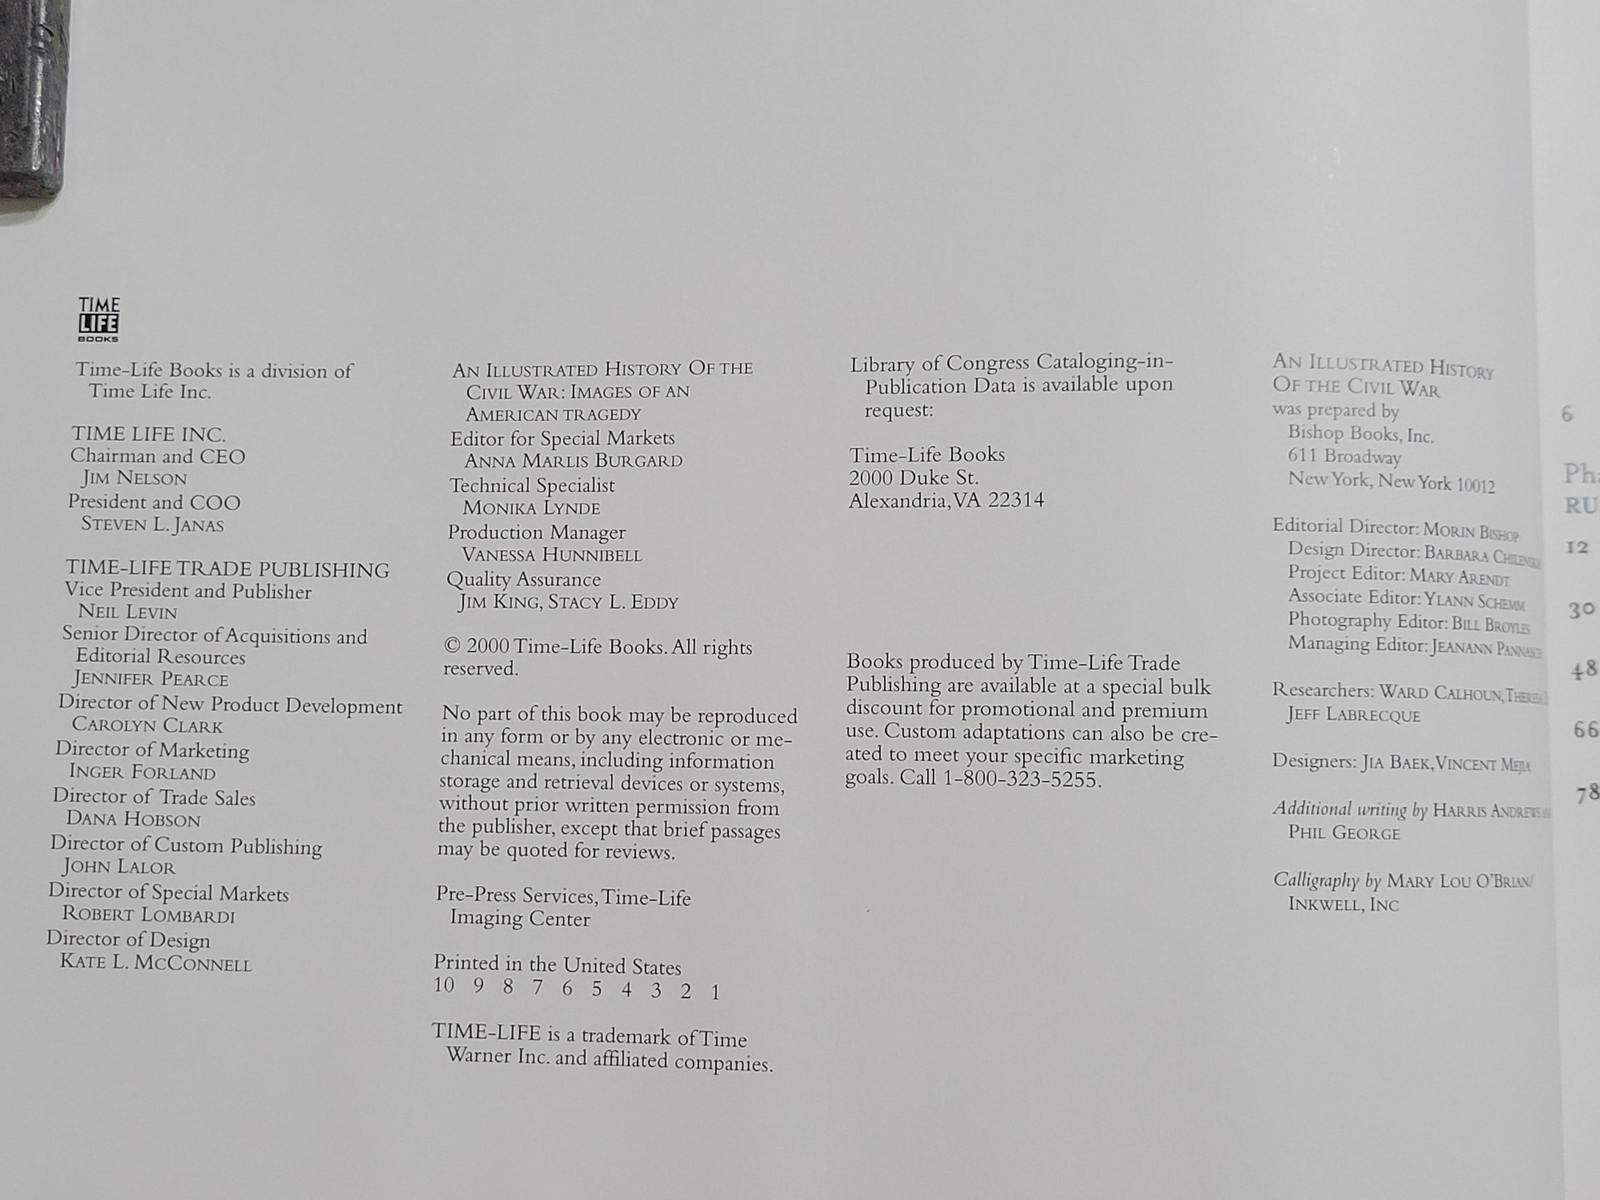 TIME
LIFE
BOOKS
Time-Life Books is a division of
Time Life Inc.
TIME LIFE INC.
Chairman and CEO
JIM NELSON
President and COO
STEVEN L. JANAS
TIME-LIFE TRADE PUBLISHING
Vice President and Publisher
NEIL LEVIN
Senior Director of Acquisitions and
Editorial Resources
JENNIFER PEARCE
Director of New Product Development
CAROLYN CLARK
Director of Marketing
INGER FORLAND
Director of Trade Sales
DANA HOBSON
Director of Custom Publishing
JOHN LALOR
Director of Special Markets
ROBERT LOMBARDI
Director of Design
KATE L. MCCONNELL
AN ILLUSTRATED HISTORY OF THE
CIVIL WAR: IMAGES OF AN
AMERICAN TRAGEDY
Editor for Special Markets
ANNA MARLIS BURGARD
Technical Specialist
MONIKA LYNDE
Production Manager
VANESSA HUNNIBELL
Quality Assurance
JIM KING, STACY L. EDDY
© 2000 Time-Life Books. All rights
reserved.
No part of this book may be reproduced
in any form or by any electronic or me-
chanical means, including information
storage and retrieval devices or systems,
without prior written permission from
the publisher, except that brief passages
may be quoted for reviews.
Pre-Press Services, Time-Life
Imaging Center
Printed in the United States
10 9 8 7 6 5 4 3 2 1
TIME-LIFE is a trademark of Time
Warner Inc. and affiliated companies.
Library of Congress Cataloging-in-
Publication Data is available upon
request:
Time-Life Books
2000 Duke St.
Alexandria, VA 22314
Books produced by Time-Life Trade
Publishing are available at a special bulk
discount for promotional and premium
use. Custom adaptations can also be cre-
ated to meet your specific marketing
goals. Call 1-800-323-5255.
AN ILLUSTRATED HISTORY
OF THE CIVIL WAR
was prepared by
Bishop Books, Inc.
611 Broadway
New York, New York 10012
Editorial Director: MORIN BISHOP
Design Director: BARBARA
Project Editor: MARY ARENDT
Associate Editor: YLANN SCHEMM
Photography Editor: BILL BROYLES
Managing Editor: JEANANN
Researchers: WARD CALHOUN,
JEFF LABRECQUE
Designers: JIA BAEK, VINCENT MEJIA
Additional writing by HARRIS ANDREWS
PHIL GEORGE
Calligraphy by MARY LOU O'BRIAN/
INKWELL, INC
6
12
30
48
66
78